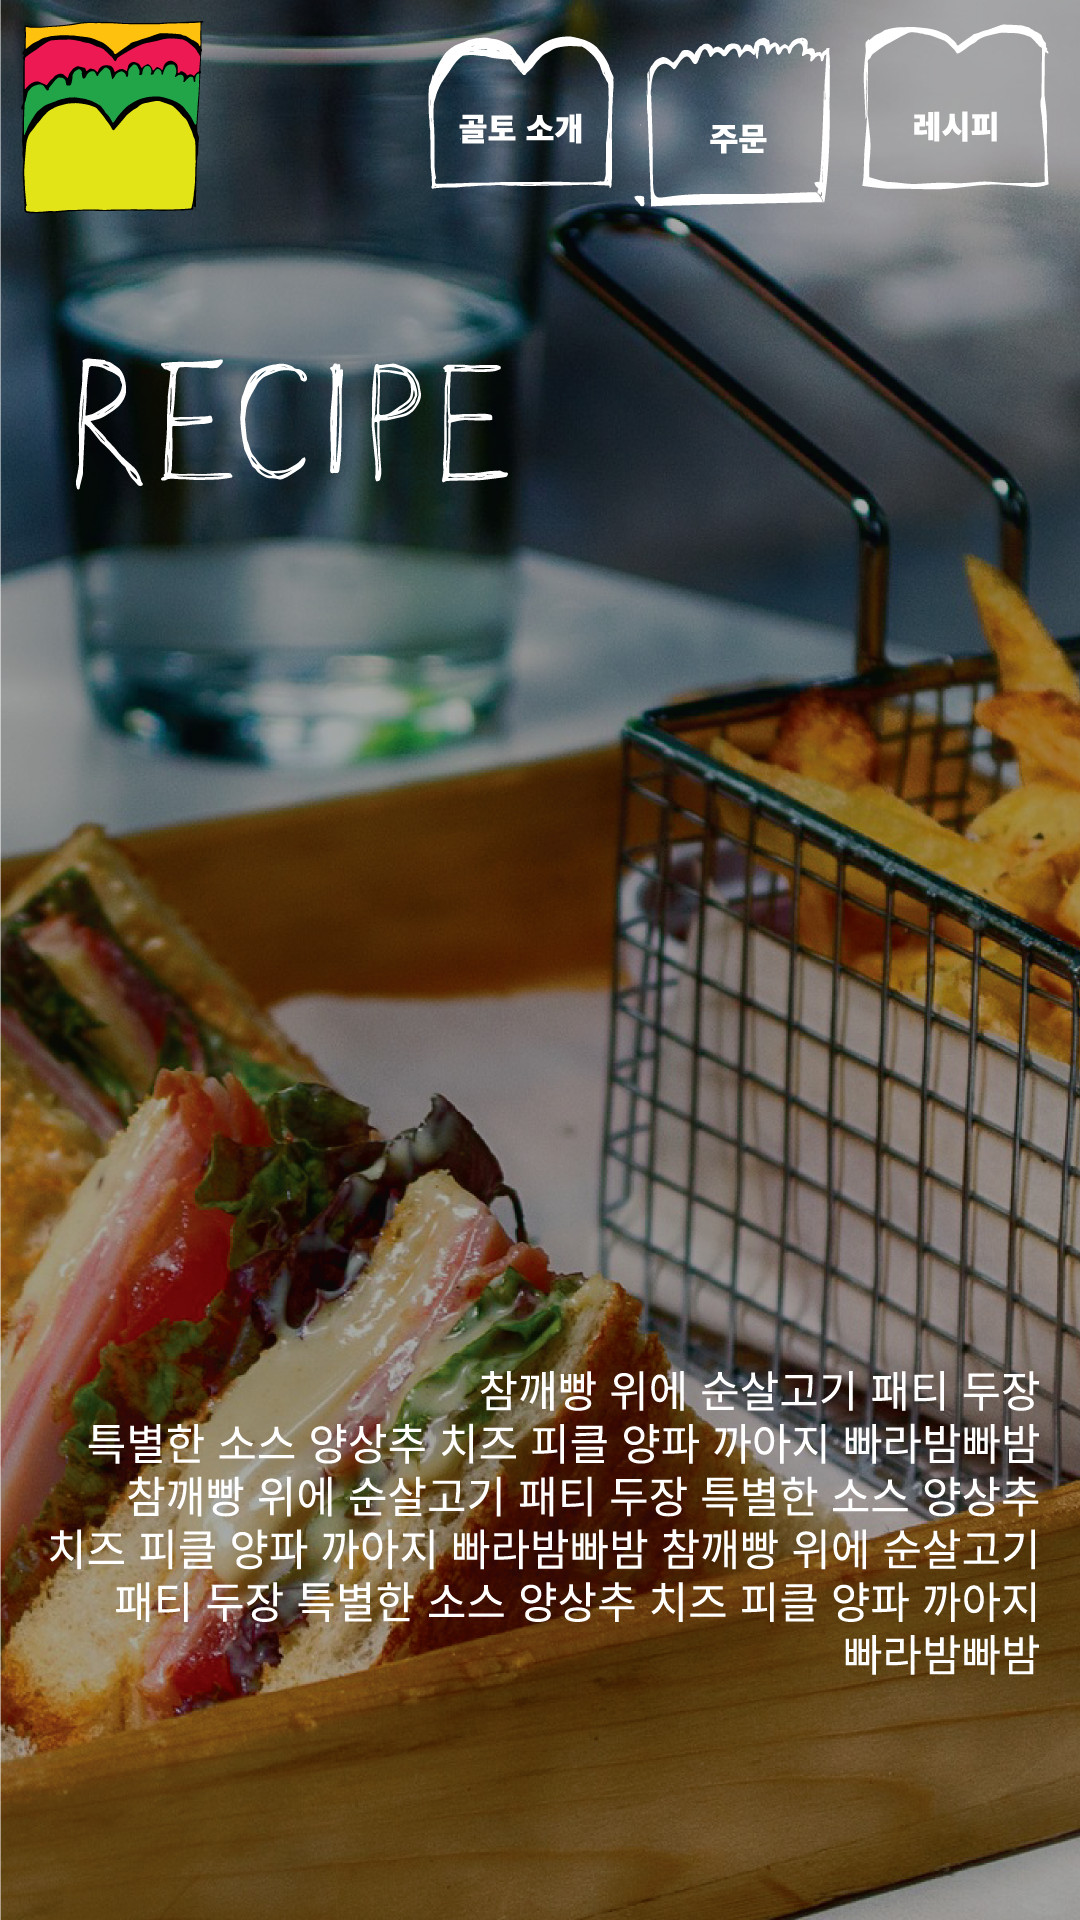 골토 소개
주문
레시피
RECIPE
참깨빵 위에 순살고기 패티 두장
특별한 소스 양상추 치즈 피클 양파 까아지 빠라밤빠밤
참깨빵 위에 순살고기 패티 두장 특별한 소스 양상추
치즈 피클 양파 까아지 빠라밤빠밤 참깨빵 위에 순살고기
패티 두장 특별한 소스 양상추 치즈 피클 양파 까아지
빠라밤빠밤